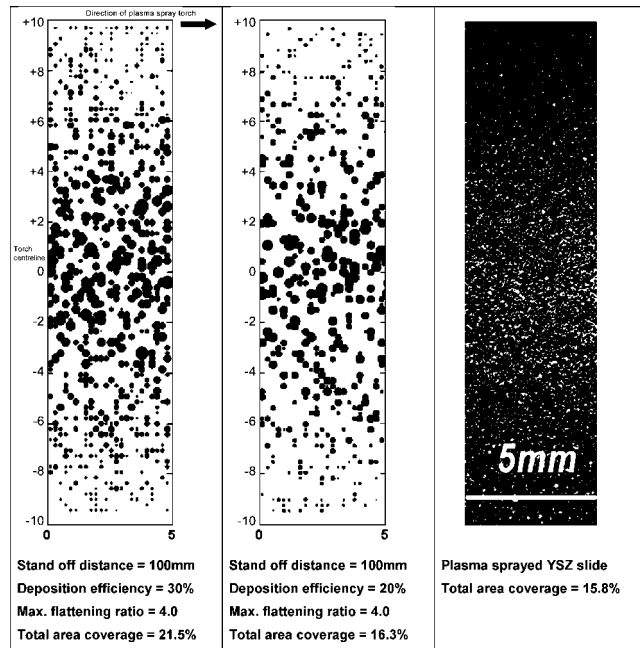 Direction of plasma spray torch
+10
+8
+6
+4
+2
Torch
centreline
0
-2
-4
-6
-8
-10
0
5
Stand off distance = 100mm
Deposition efficiency = 30%
Max. flattening ratio = 4.0
Total area coverage = 21.5%
+10
+8
+6
+4
+2
0
-2
-4
-6
-8
-10
0
5
Stand off distance = 100mm
Deposition efficiency = 20%
Max. flattening ratio = 4.0
Total area coverage = 16.3%
5mm
Plasma sprayed YSZ slide
Total area coverage = 15.8%